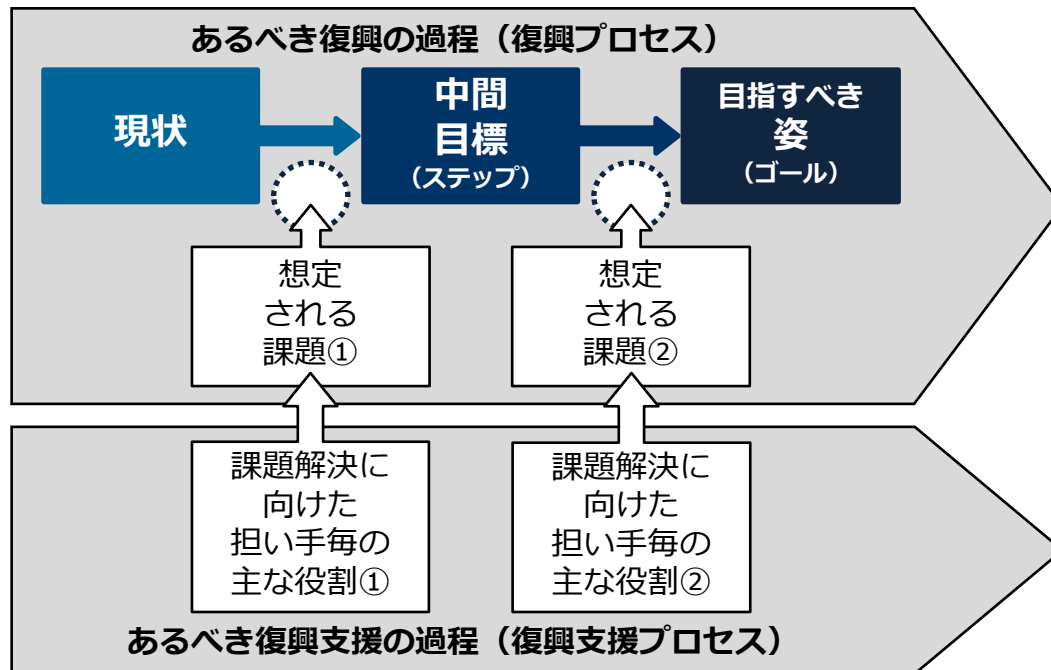 あるべき復興の過程（復興プロセス）
現状
中間
目標
（ステップ）
目指すべき
姿
（ゴール）
想定
される
課題①
想定
される
課題②
課題解決に
向けた
担い手毎の
主な役割①
課題解決に
向けた
担い手毎の
主な役割②
あるべき復興支援の過程（復興支援プロセス）